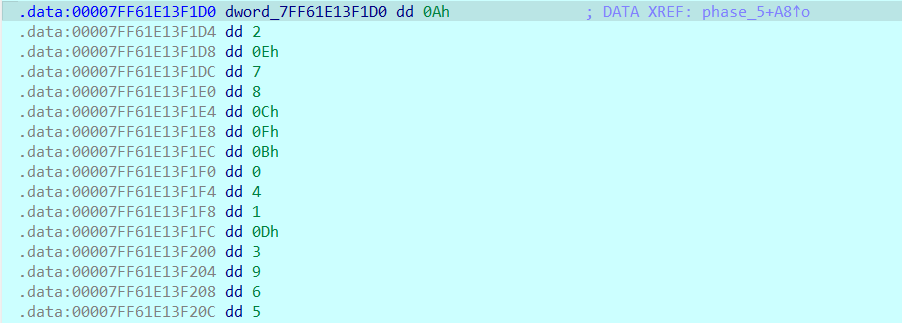 .data:00007FF61E13F1D0 dword_7FF61E13F1D0 dd 0Ah ; DATA XREF: phase_5+A8↑o
.data:00007FF61E13F1D4 dd 2
.data:00007FF61E13F1D8 dd 0Eh
.data:00007FF61E13F1DC dd 7
.data:00007FF61E13F1E0 dd 8
.data:00007FF61E13F1E4 dd 0Ch
.data:00007FF61E13F1E8 dd 0Fh
.data:00007FF61E13F1EC dd 0Bh
.data:00007FF61E13F1F0 dd 0
.data:00007FF61E13F1F4 dd 4
.data:00007FF61E13F1F8 dd 1
.data:00007FF61E13F1FC dd 0Dh
.data:00007FF61E13F200 dd 3
.data:00007FF61E13F204 dd 9
.data:00007FF61E13F208 dd 6
.data:00007FF61E13F20C dd 5